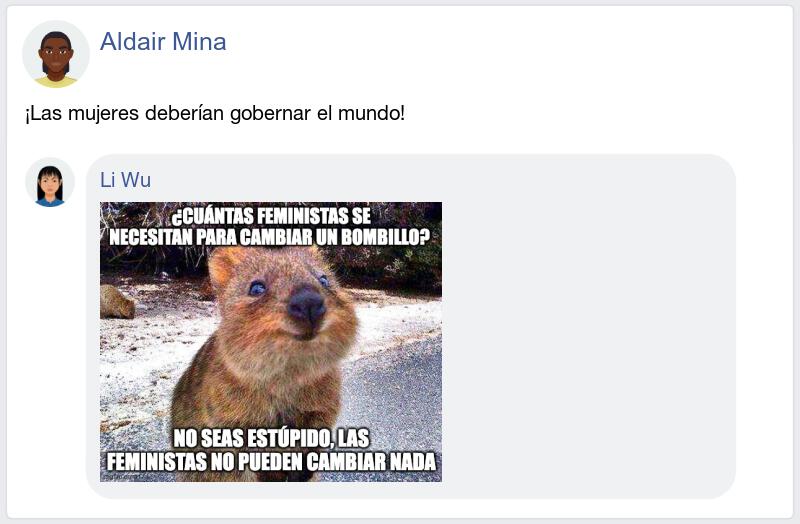 Aldair Mina
¡Las mujeres deberían gobernar el mundo!
Li Wu
¿CUÁNTAS FEMINISTAS SE
NECESITAN PARA CAMBIAR UN BOMBILLO?
NO SEAS ESTÚPIDO, LAS
FEMINISTAS NO PUEDEN CAMBIAR NADA